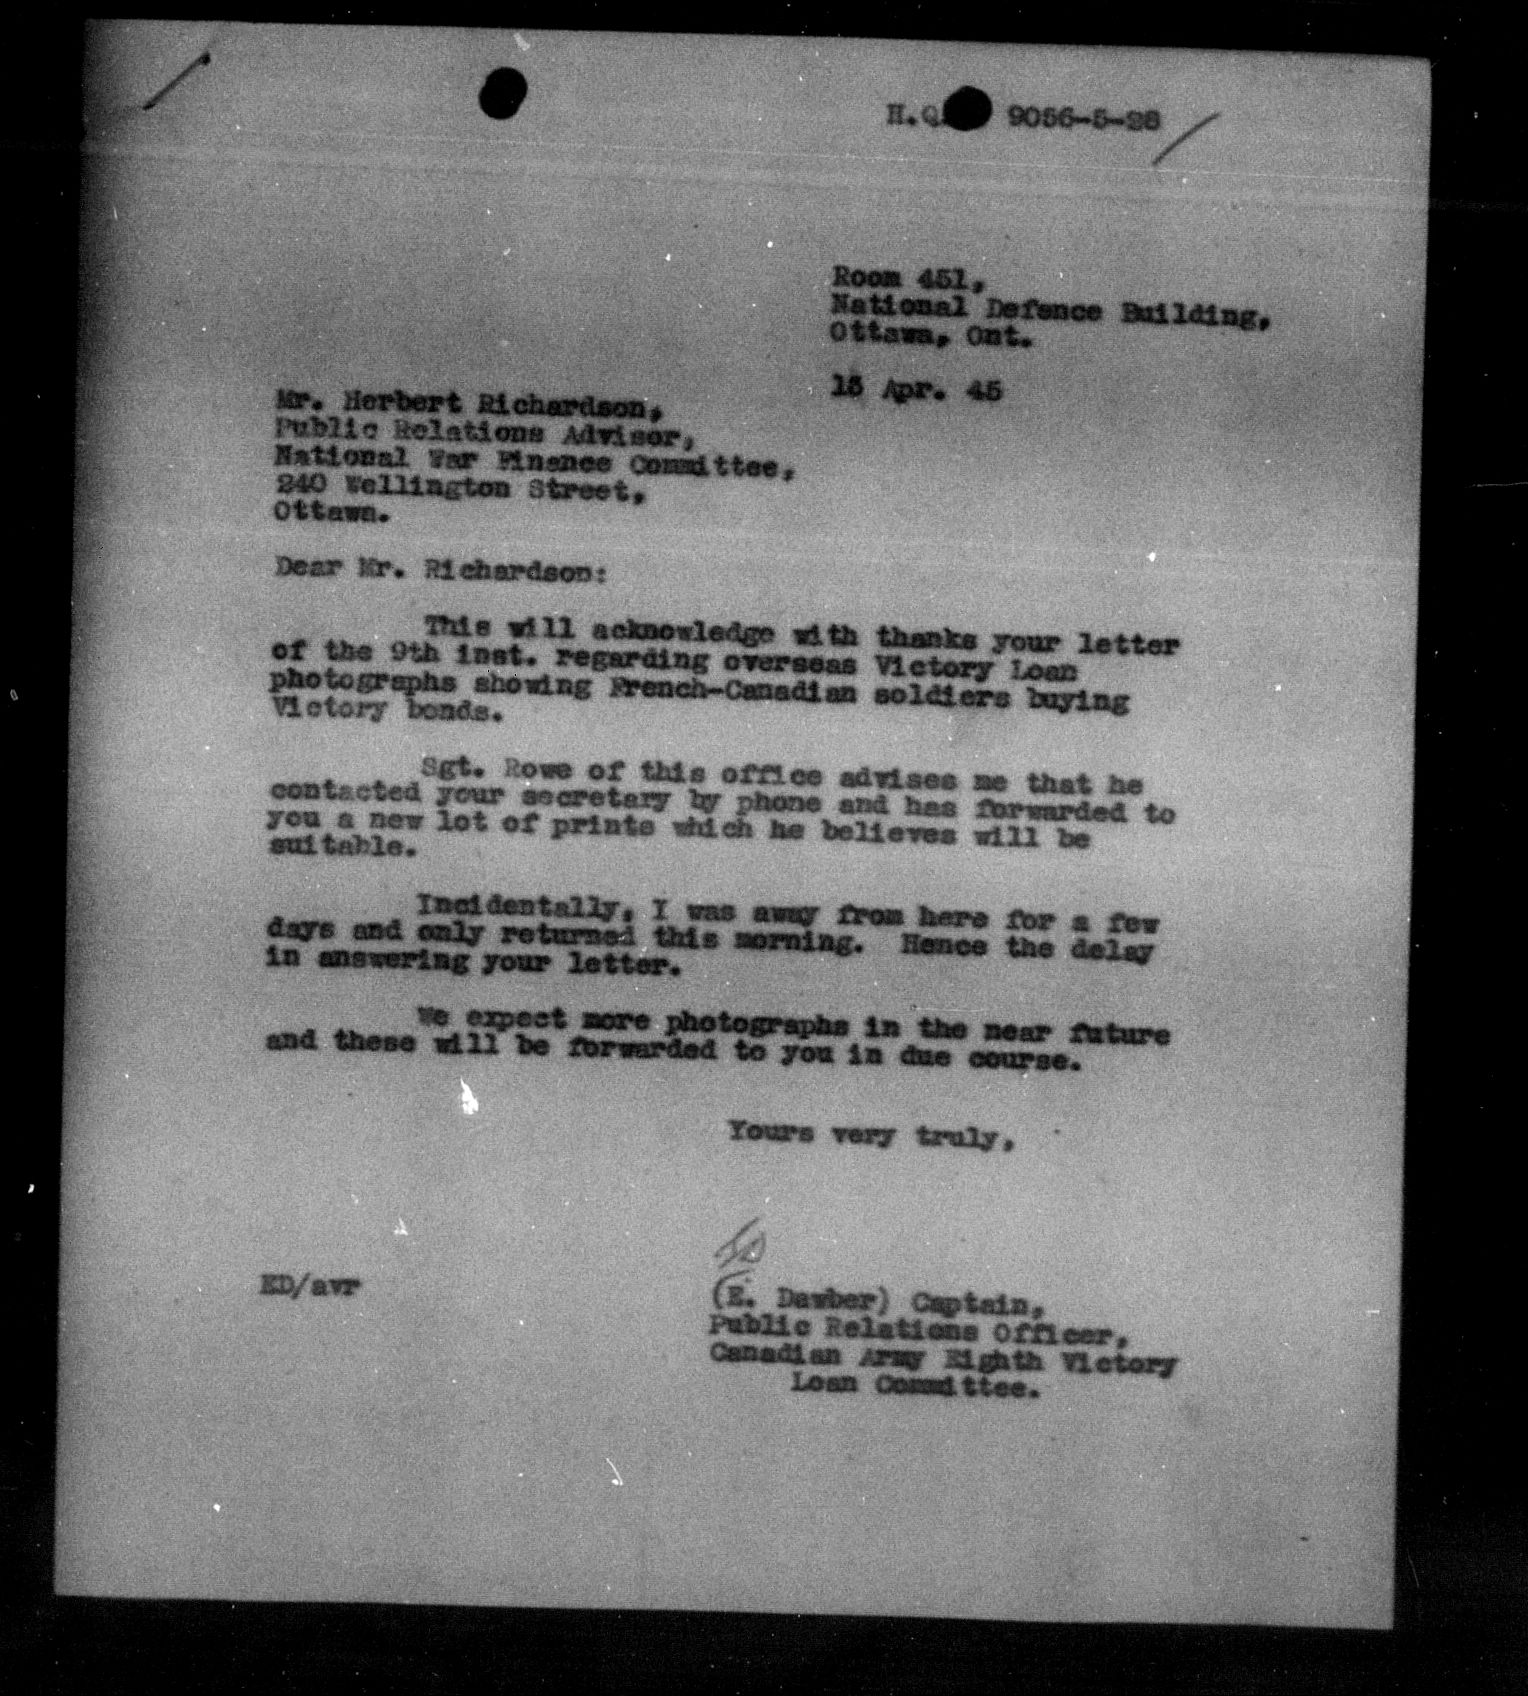 H.Q. 9056-5-28
Room 451,
National Defence Building,
Ottawa, Ont.
Apr. 45
Mr. Herbert Richardson,
Public Relations Advisor,
National War Finance Committee,
240 Wellington Street,
Ottawa.
Dear Mr. Richardson:
This will acknowledge with thanks your letter
of the 9th inst. regarding overseas Victory Loan
photographs showing French-Canadian soldiers buying
Victory bonds.
Sgt. Rowe of this office advises me that he
contacted your secretary by phone and has forwarded to
you a new lot of prints which he believes will be
suitable.
Incidentally, I was away from here for a few
days and only returned this morning. Hence the delay
in answering your letter.
We expect more photographs in the near future
and these will be forwarded to you in due course.
Yours very truly,
ED/avr
(E. Dawber) Captain,
Public Relations Officer,
Canadian Army Eighth Victory
Loan Committee.